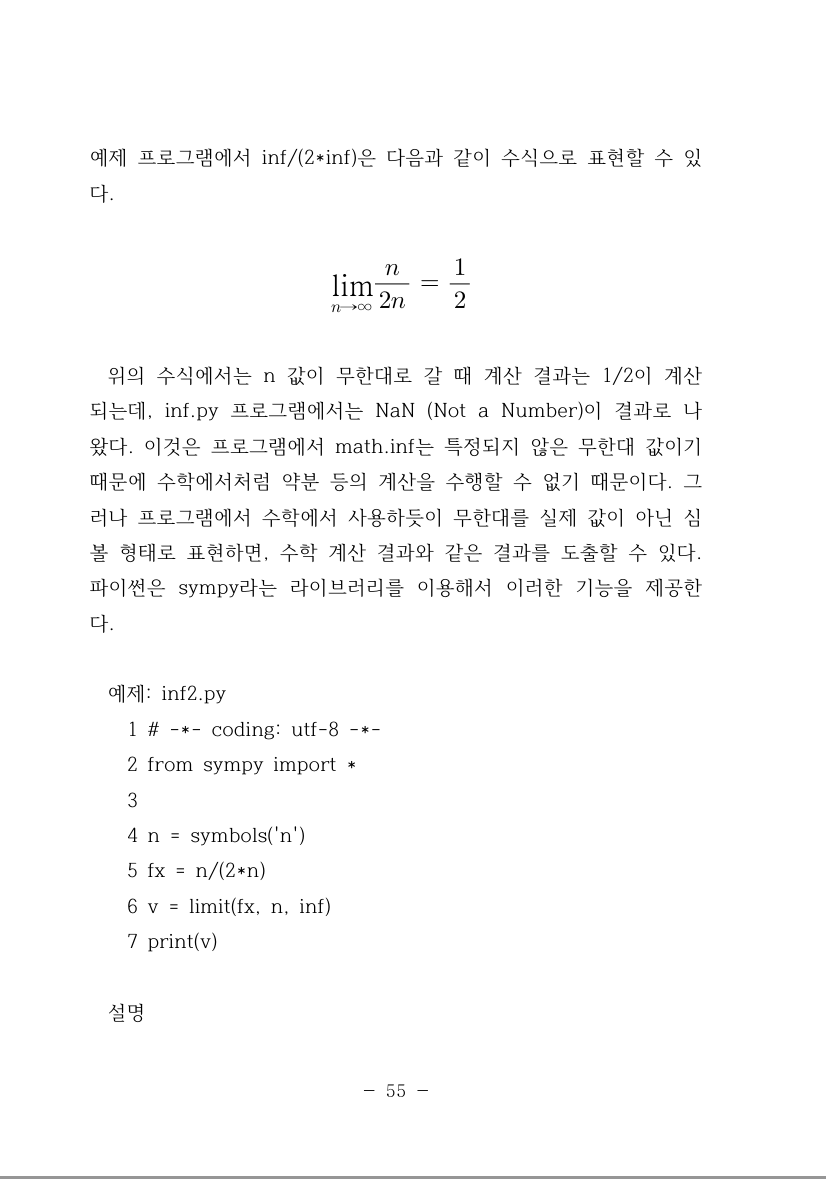 예제 프로그램에서 inf/(2*inf)은 다음과 같이 수식으로 표현할 수 있
다.
lim n→∞ n/2n = 1/2
위의 수식에서는 n 값이 무한대로 갈 때 계산 결과는 1/2이 계산
되는데, inf.py 프로그램에서는 NaN (Not a Number)이 결과로 나
왔다. 이것은 프로그램에서 math.inf는 특정되지 않은 무한대 값이기
때문에 수학에서처럼 약분 등의 계산을 수행할 수 없기 때문이다. 그
러나 프로그램에서 수학에서 사용하듯이 무한대를 실제 값이 아닌 심
볼 형태로 표현하면, 수학 계산 결과와 같은 결과를 도출할 수 있다.
파이썬은 sympy라는 라이브러리를 이용해서 이러한 기능을 제공한
다.
예제: inf2.py
1 # -*- coding: utf-8 -*-
2 from sympy import *
3
4 n = symbols('n')
5 fx = n/(2*n)
6 v = limit(fx, n, inf)
7 print(v)
설명
- 55 -